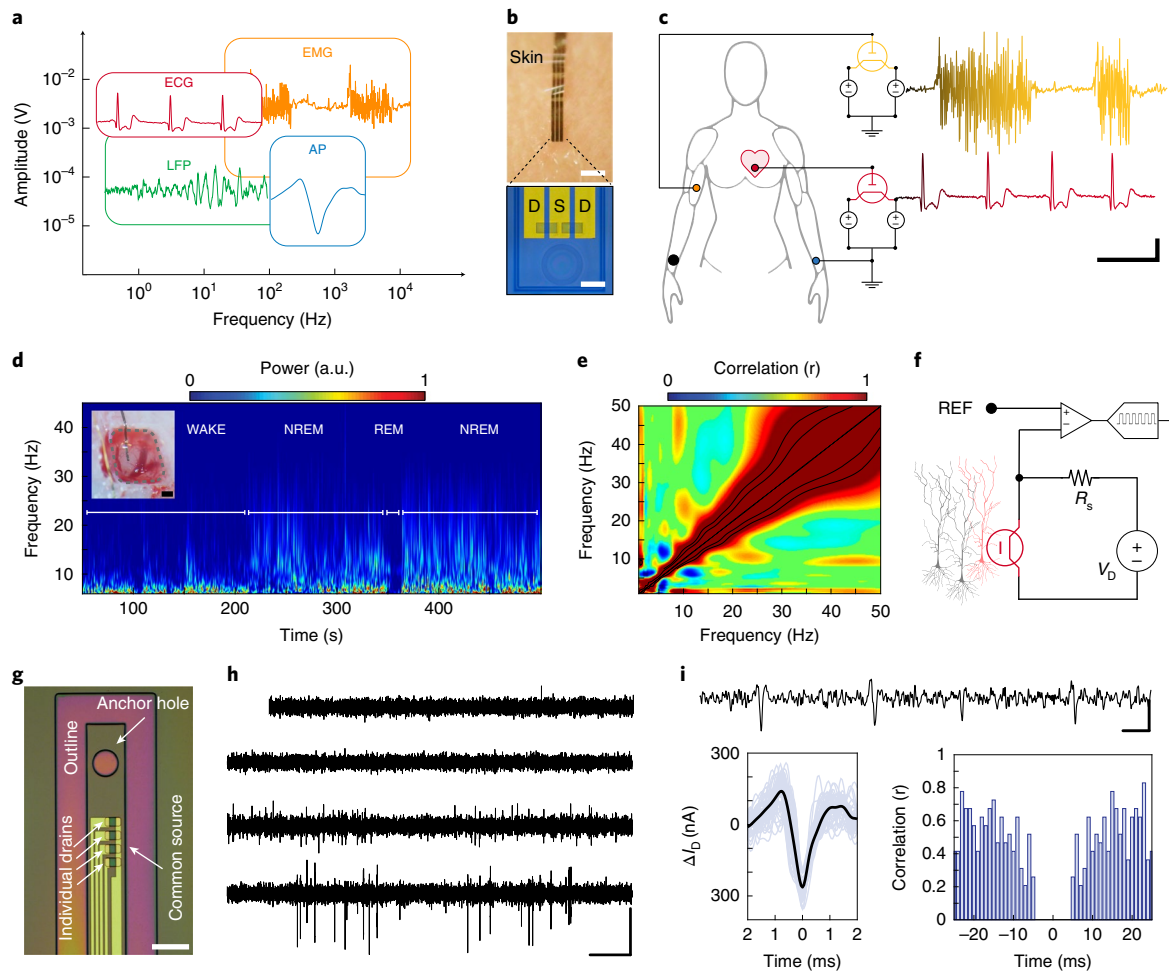 a
EMG
ECG
LFP
AP
10⁻²
10⁻³
10⁻⁴
10⁻⁵
Amplitude (V)
10⁰ 10¹ 10² 10³ 10⁴
Frequency (Hz)
b
Skin
D S D
c
+
−
+
−
+
−
+
−
d
Power (a.u.)
0 1
WAKE NREM REM NREM
40
30
20
10
Frequency (Hz)
100 200 300 400
Time (s)
e
Correlation (r)
0 1
50
40
30
20
10
Frequency (Hz)
10 20 30 40 50
Frequency (Hz)
f
REF
+
−
Rs
+
−
VD
g
Anchor hole
Outline
Individual drains
Common source
h
i
300
0
300
ΔID (nA)
2 1 0 1 2
Time (ms)
1
0.8
0.6
0.4
0.2
0
Correlation (r)
−20 −10 0 10 20
Time (ms)